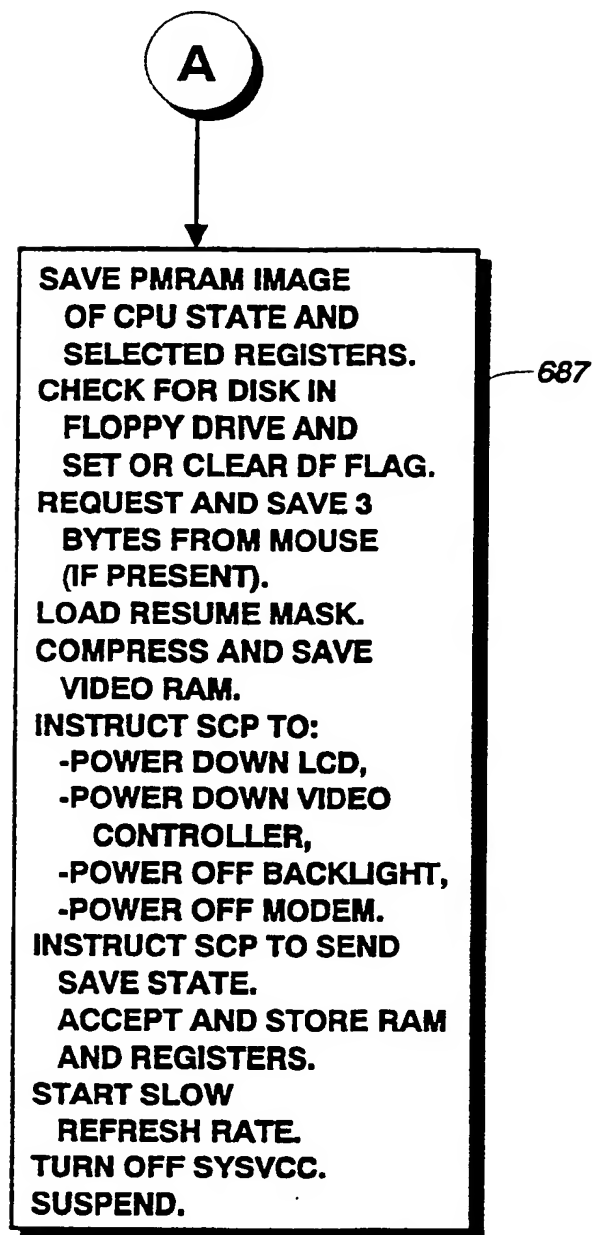 A
SAVE PMRAM IMAGE
OF CPU STATE AND
SELECTED REGISTERS.
687
CHECK FOR DISK IN
FLOPPY DRIVE AND
SET OR CLEAR DF FLAG.
REQUEST AND SAVE 3
BYTES FROM MOUSE
(IF PRESENT).
LOAD RESUME MASK.
COMPRESS AND SAVE
VIDEO RAM.
INSTRUCT SCP TO:
-POWER DOWN LCD,
-POWER DOWN VIDEO
CONTROLLER,
-POWER OFF BACKLIGHT,
-POWER OFF MODEM.
INSTRUCT SCP TO SEND
SAVE STATE.
ACCEPT AND STORE RAM
AND REGISTERS.
START SLOW
REFRESH RATE.
TURN OFF SYSVCC.
SUSPEND.